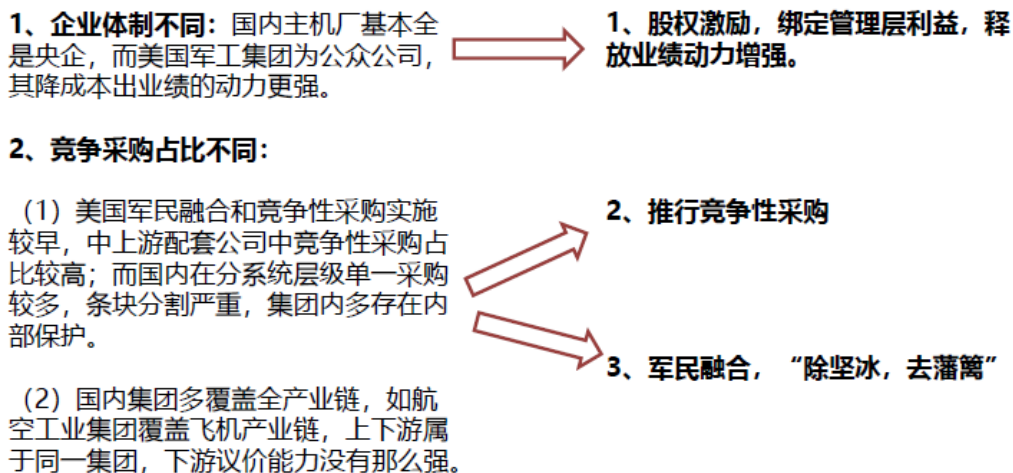 1、企业体制不同：国内主机厂基本全
是央企，而美国军工集团为公众公司，
其降成本出业绩的动力更强。
1、股权激励，绑定管理层利益，释
放业绩动力增强。
2、竞争采购占比不同：
（1）美国军民融合和竞争性采购实施
较早，中上游配套公司中竞争性采购占
比较高；而国内在分系统层级单一采购
较多，条块分割严重，集团内多存在内
部保护。
（2）国内集团多覆盖全产业链，如航
空工业集团覆盖飞机产业链，上下游属
于同一集团，下游议价能力没有那么强。
2、推行竞争性采购
3、军民融合，“除坚冰，去藩篱”